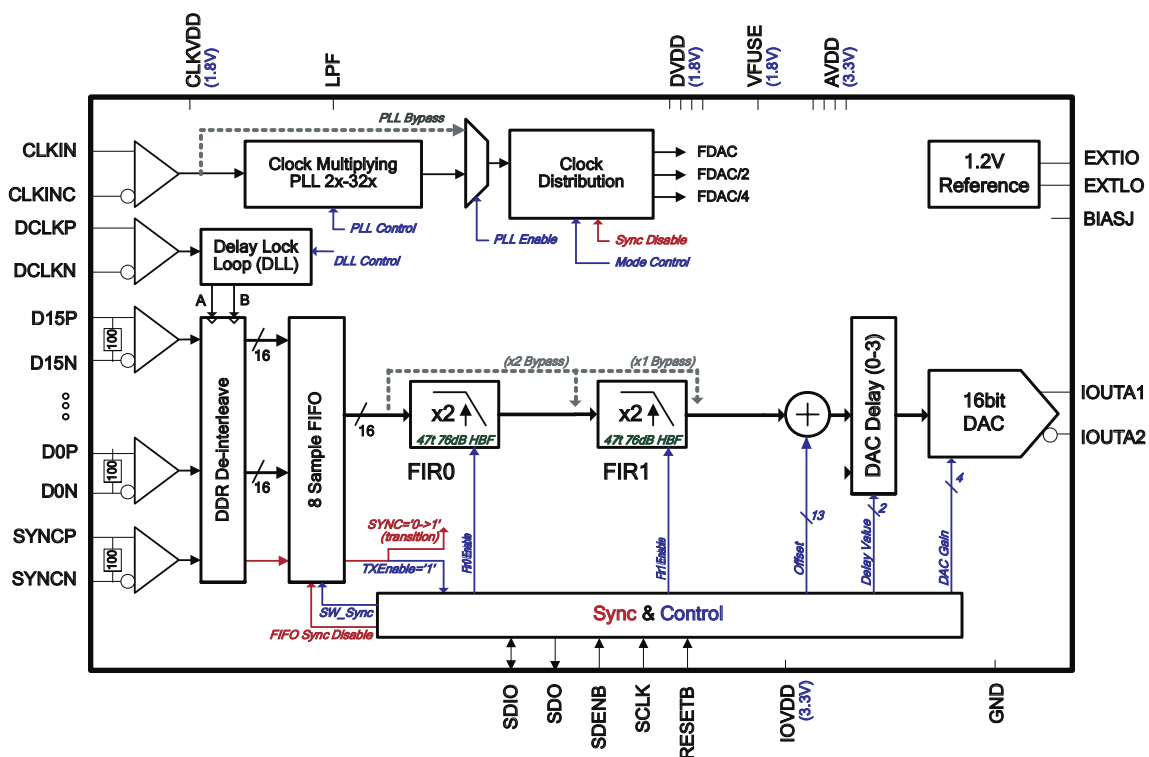 CLKVDD
(1.8V)
LPF
DVDD
(1.8V)
VFUSE
(1.8V)
AVDD
(3.3V)
CLKIN
CLKINC
PLL Bypass
Clock Multiplying
PLL 2x-32x
Clock
Distribution
FDAC
FDAC/2
FDAC/4
1.2V
Reference
EXTIO
EXTLO
BIASJ
PLL Control
PLL Enable
Sync Disable
Mode Control
DCLKP
DCLKN
Delay Lock
Loop (DLL)
DLL Control
A
B
D15P
100
D15N
16
DDR De-interleave
8 Sample FIFO
16
(x2 Bypass)
(x1 Bypass)
x2
47t 76dB HBF
FIR0
x2
47t 76dB HBF
FIR1
+
DAC Delay (0-3)
16bit
DAC
IOUTA1
IOUTA2
D0P
100
D0N
16
SYNCP
100
SYNCN
SYNC='0->1'
(transition)
TXEnable='1'
Fir0 Enable
Fir1 Enable
Offset
13
Delay Value
2
DAC Gain
4
SW_Sync
FIFO Sync Disable
Sync & Control
SDIO
SDO
SDENB
SCLK
RESETB
IOVDD
(3.3V)
GND